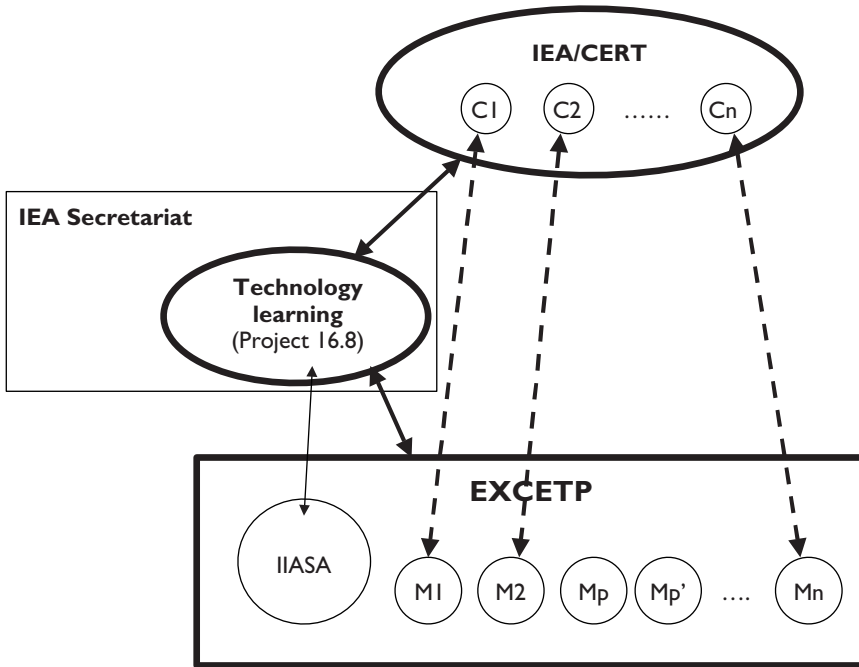 IEA/CERT
C1 C2 ...... Cn
IEA Secretariat
Technology
learning
(Project 16.8)
EXCETP
IIASA M1 M2 Mp Mp' .... Mn